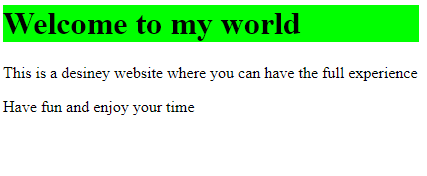 Welcome to my world
This is a desiney website where you can have the full experience
Have fun and enjoy your time